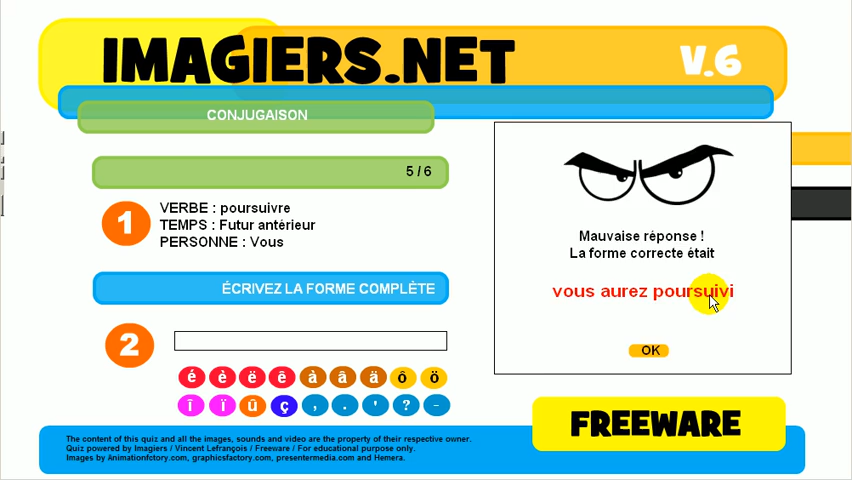 IMAGIERS.NET
V.6
CONJUGAISON
5 / 6
1
VERBE : poursuivre
TEMPS : Futur antérieur
PERSONNE : Vous
ÉCRIVEZ LA FORME COMPLÈTE
2
é è ë ê à â ä ô ö
î ï û ç , . ' ? -
Mauvaise réponse !
La forme correcte était
vous aurez poursuivi
OK
FREEWARE
The content of this quiz and all the images, sounds and video are the property of their respective owner.
Quiz powered by Imagiers / Vincent Lefrançois / Freeware / For educational purpose only.
Images by Animationfctory.com, graphicsfactory.com, presentermedia.com and Hemera.